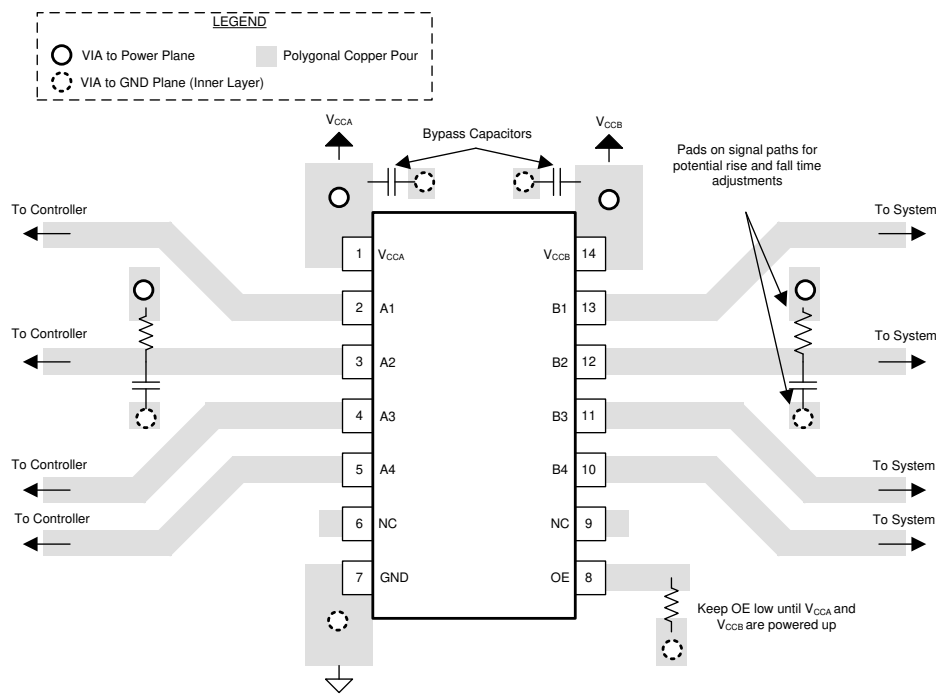 LEGEND
VIA to Power Plane
Polygonal Copper Pour
VIA to GND Plane (Inner Layer)
VCCA
Bypass Capacitors
VCCB
Pads on signal paths for
potential rise and fall time
adjustments
To Controller
To System
1 VCCA
VCCB 14
2 A1
B1 13
To Controller
To System
3 A2
B2 12
4 A3
B3 11
To Controller
To System
5 A4
B4 10
To Controller
To System
6 NC
NC 9
7 GND
OE 8
Keep OE low until VCCA and
VCCB are powered up